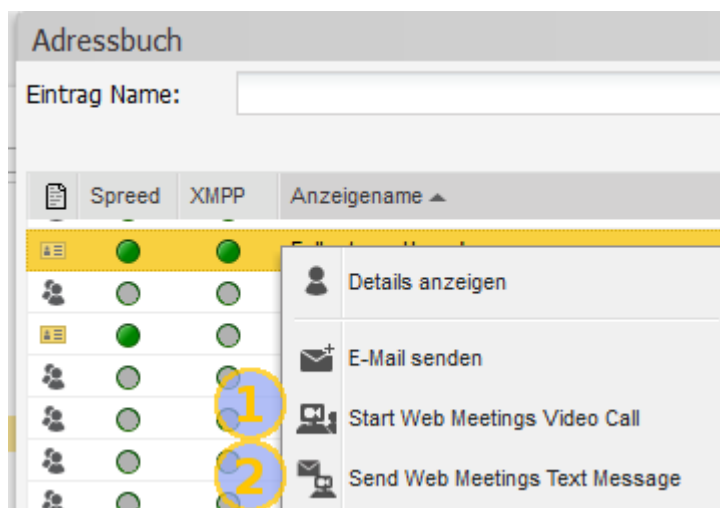 Adressbuch
Eintrag Name:
Spreed XMPP Anzeigename
Details anzeigen
E-Mail senden
1 Start Web Meetings Video Call
2 Send Web Meetings Text Message